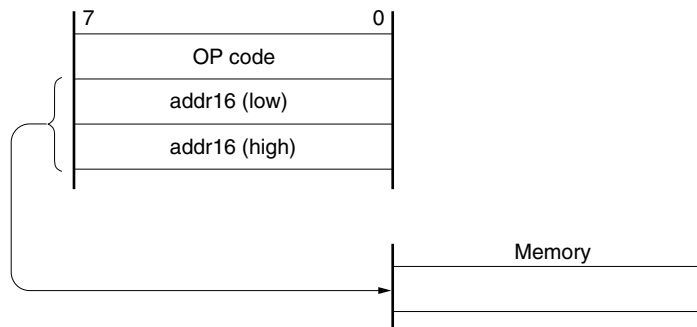 7 0
OP code
addr16 (low)
addr16 (high)
Memory